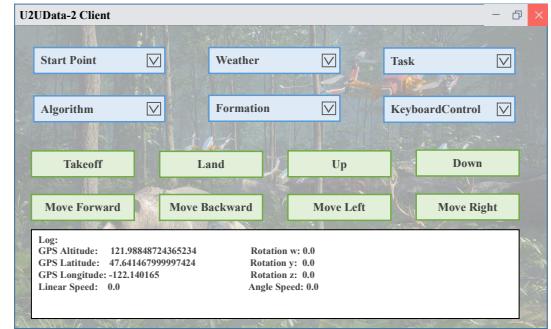 U2UData-2 Client
Start Point Weather Task
Algorithm Formation KeyboardControl
Takeoff Land Up Down
Move Forward Move Backward Move Left Move Right
Log:
GPS Altitude: 121.98848724365234 Rotation w: 0.0
GPS Latitude: 47.641467999997424 Rotation y: 0.0
GPS Longitude: -122.140165 Rotation z: 0.0
Linear Speed: 0.0 Angle Speed: 0.0